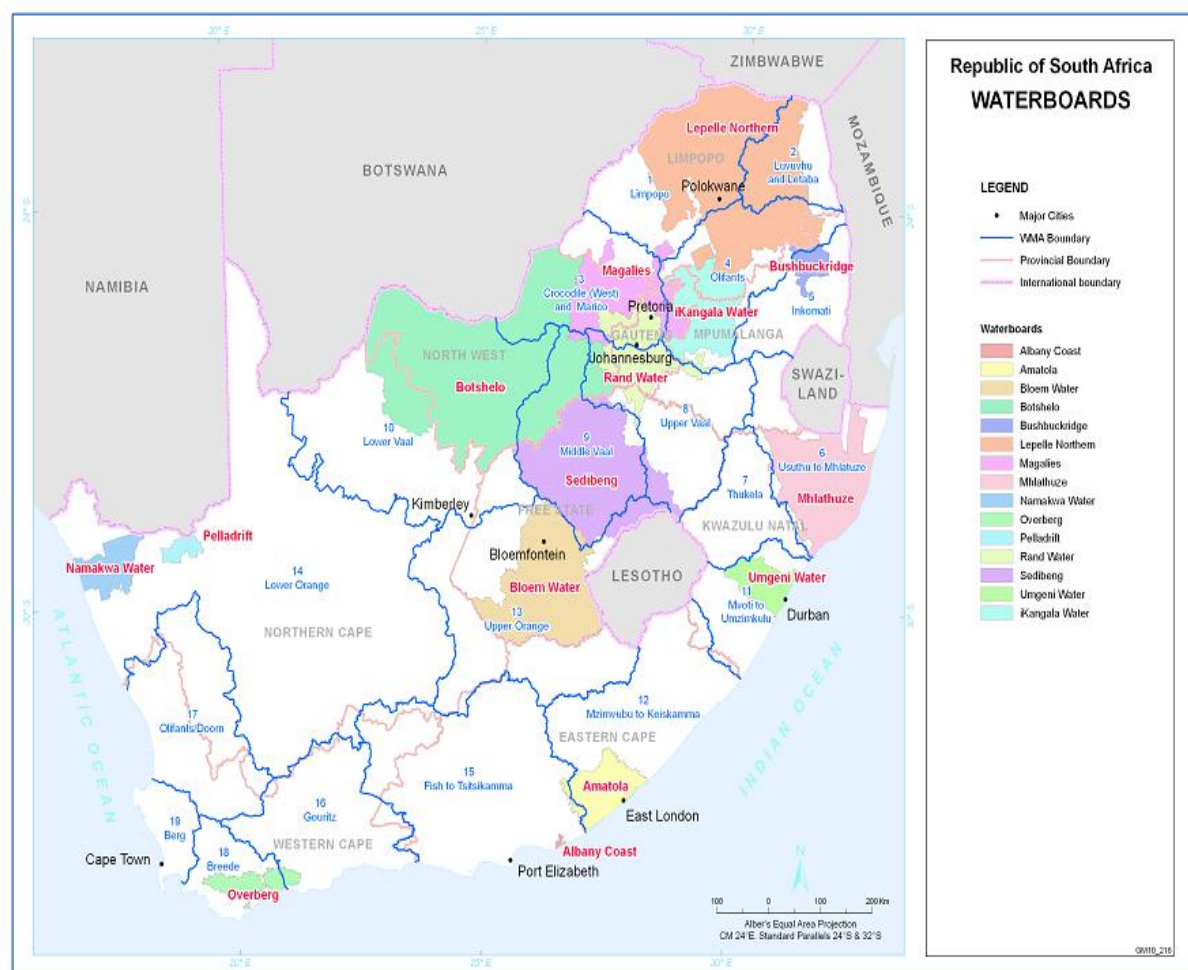 20° E
25° E
30° E
ZIMBWABWE
MOZAMBIQUE
BOTSWANA
NAMIBIA
Lepelle Northern
LIMPOPO
2
Luvuvhu
and Letaba
1
Limpopo
Polokwane
24° S
24° S
Magalies
4
Olifants
Bushbuckridge
3
Crocodile (West)
and Marico
5
Inkomati
Pretoria
iKangala Water
GAUTENG
MPUMALANGA
NORTH WEST
Johannesburg
SWAZI-
LAND
Botshelo
Rand Water
8
Upper Vaal
10
Lower Vaal
9
Middle Vaal
6
Usuthu to Mhlatuze
Sedibeng
7
Thukela
Mhlathuze
Kimberley
FREE STATE
KWAZULU NATAL
Pelladrift
Bloemfontein
Namakwa Water
14
Lower Orange
LESOTHO
Umgeni Water
Bloem Water
11
Mvoti to
Umzimkulu
Durban
13
Upper Orange
30° S
30° S
NORTHERN CAPE
ATLANTIC OCEAN
INDIAN OCEAN
17
Olifants/Doorn
12
Mzimvubu to Keiskamma
EASTERN CAPE
15
Fish to Tsitsikamma
Amatola
16
Gouritz
East London
19
Berg
WESTERN CAPE
Albany Coast
Cape Town
18
Breede
Port Elizabeth
Overberg
N
100 0 100 200 Km
Alber's Equal Area Projection
CM 24°E. Standard Parallels 24°S & 32°S
20° E
25° E
30° E
Republic of South Africa
WATERBOARDS
LEGEND
Major Cities
WMA Boundary
Provincial Boundary
International boundary
Waterboards
Albany Coast
Amatola
Bloem Water
Botshelo
Bushbuckridge
Lepelle Northern
Magalies
Mhlathuze
Namakwa Water
Overberg
Pelladrift
Rand Water
Sedibeng
Umgeni Water
iKangala Water
GM10_216